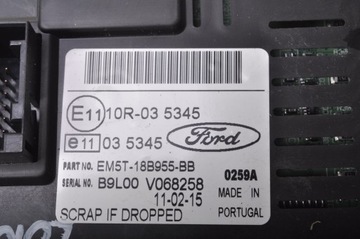 E11 10R-03 5345
e11 03 5345
Ford
PART NO. EM5T-18B955-BB
SERIAL NO. B9L00 V068258
0259A
11-02-15
MADE IN
PORTUGAL
SCRAP IF DROPPED